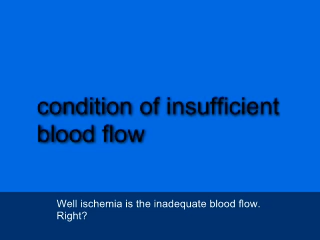 condition of insufficient
blood flow
Well ischemia is the inadequate blood flow.
Right?